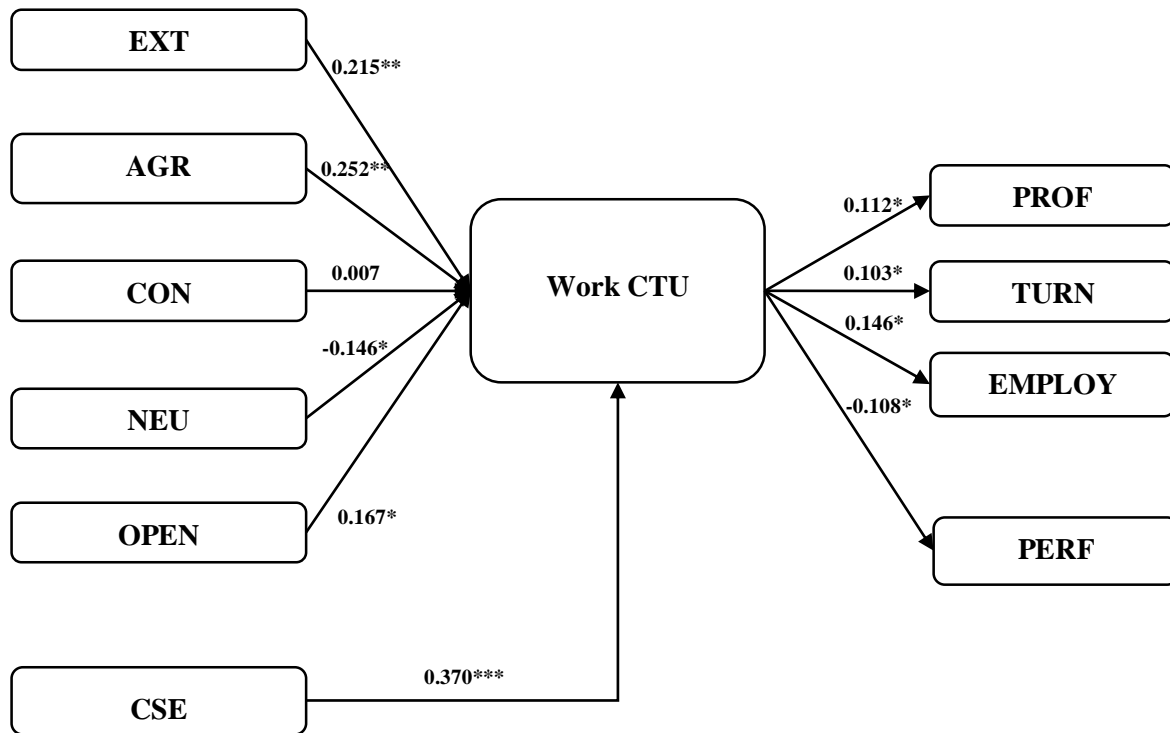 EXT
0.215**
AGR
0.252**
PROF
0.112*
CON
0.007
Work CTU
0.103*
TURN
0.146*
-0.146*
EMPLOY
-0.108*
NEU
OPEN
0.167*
PERF
CSE
0.370***